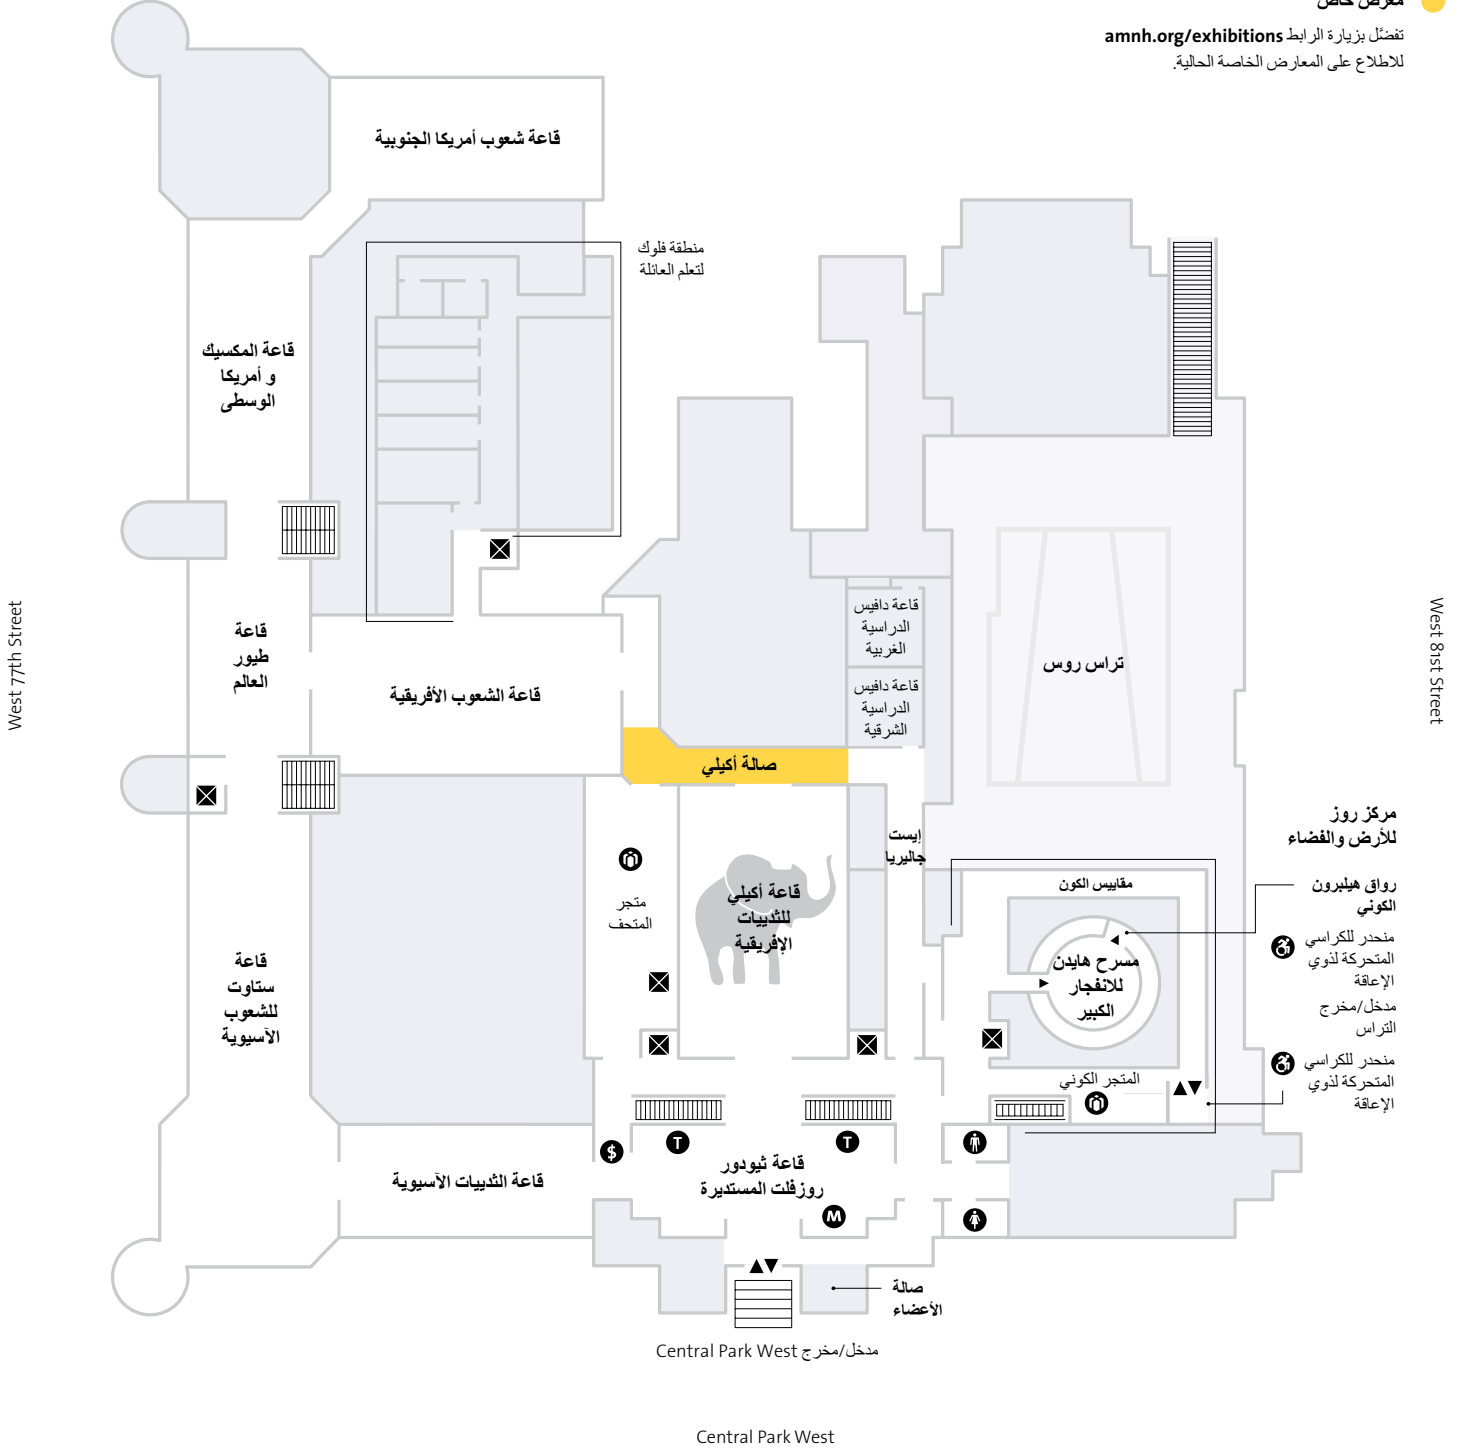 معرض خاص
تفضَّل بزيارة الرابط amnh.org/exhibitions
للاطلاع على المعارض الخاصة الحالية.
قاعة شعوب أمريكا الجنوبية
منطقة فلوك
لتعلم العائلة
قاعة المكسيك
و أمريكا
الوسطى
قاعة
طيور
العالم
قاعة الشعوب الأفريقية
قاعة دافيس
الدراسية
الغربية
قاعة دافيس
الدراسية
الشرقية
تراس روس
صالة أكيلي
West 77th Street
West 81st Street
إيست
جاليريا
متجر
المتحف
قاعة أكيلي
للثدييات
الإفريقية
مركز روز
للأرض والفضاء
مقاييس الكون
رواق هيلبرون
الكوني
منحدر للكراسي
المتحركة لذوي
الإعاقة
مدخل/مخرج
التراس
منحدر للكراسي
المتحركة لذوي
الإعاقة
مسرح هايدن
للانفجار
الكبير
المتجر الكوني
قاعة
ستاوت
للشعوب
الآسيوية
قاعة الثدييات الآسيوية
$
T
T
قاعة ثيودور
روزفلت المستديرة
M
صالة
الأعضاء
مدخل/مخرج Central Park West
Central Park West